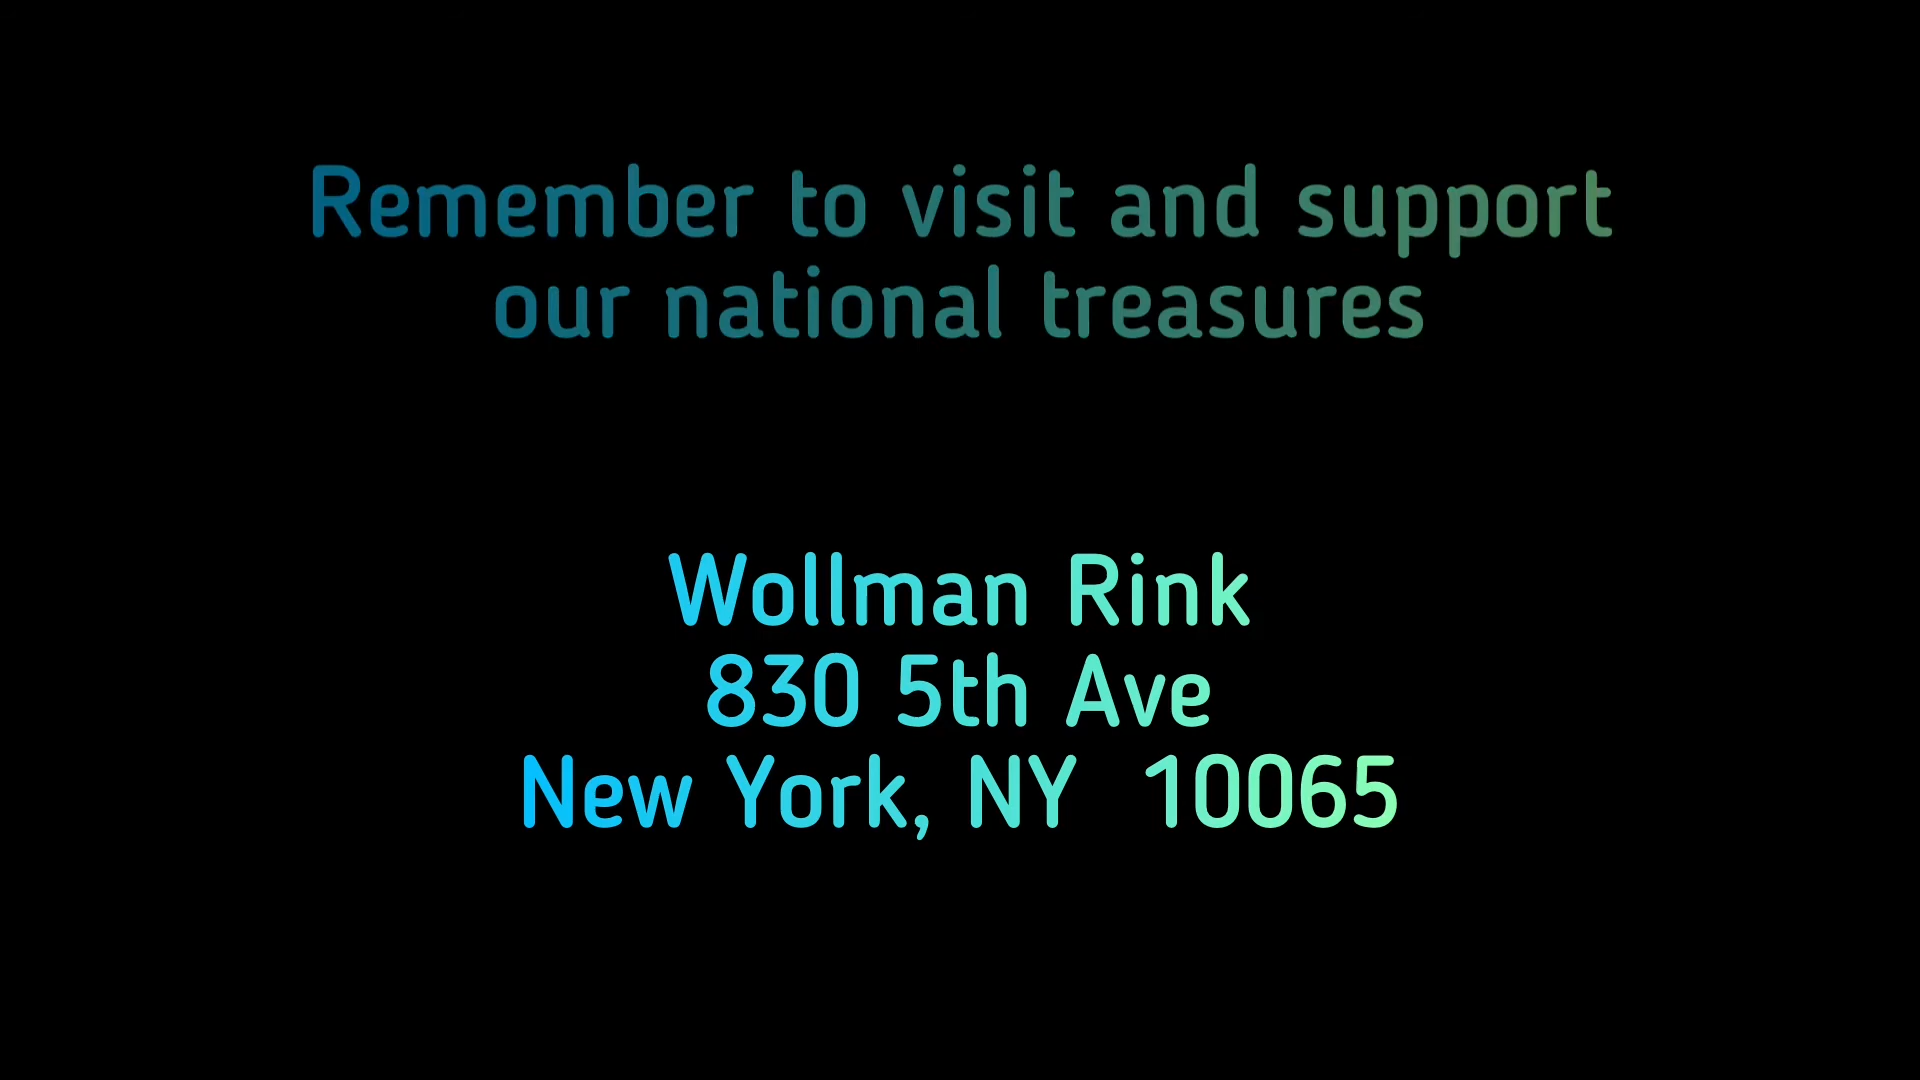 Remember to visit and support
our national treasures
Wollman Rink
830 5th Ave
New York, NY  10065